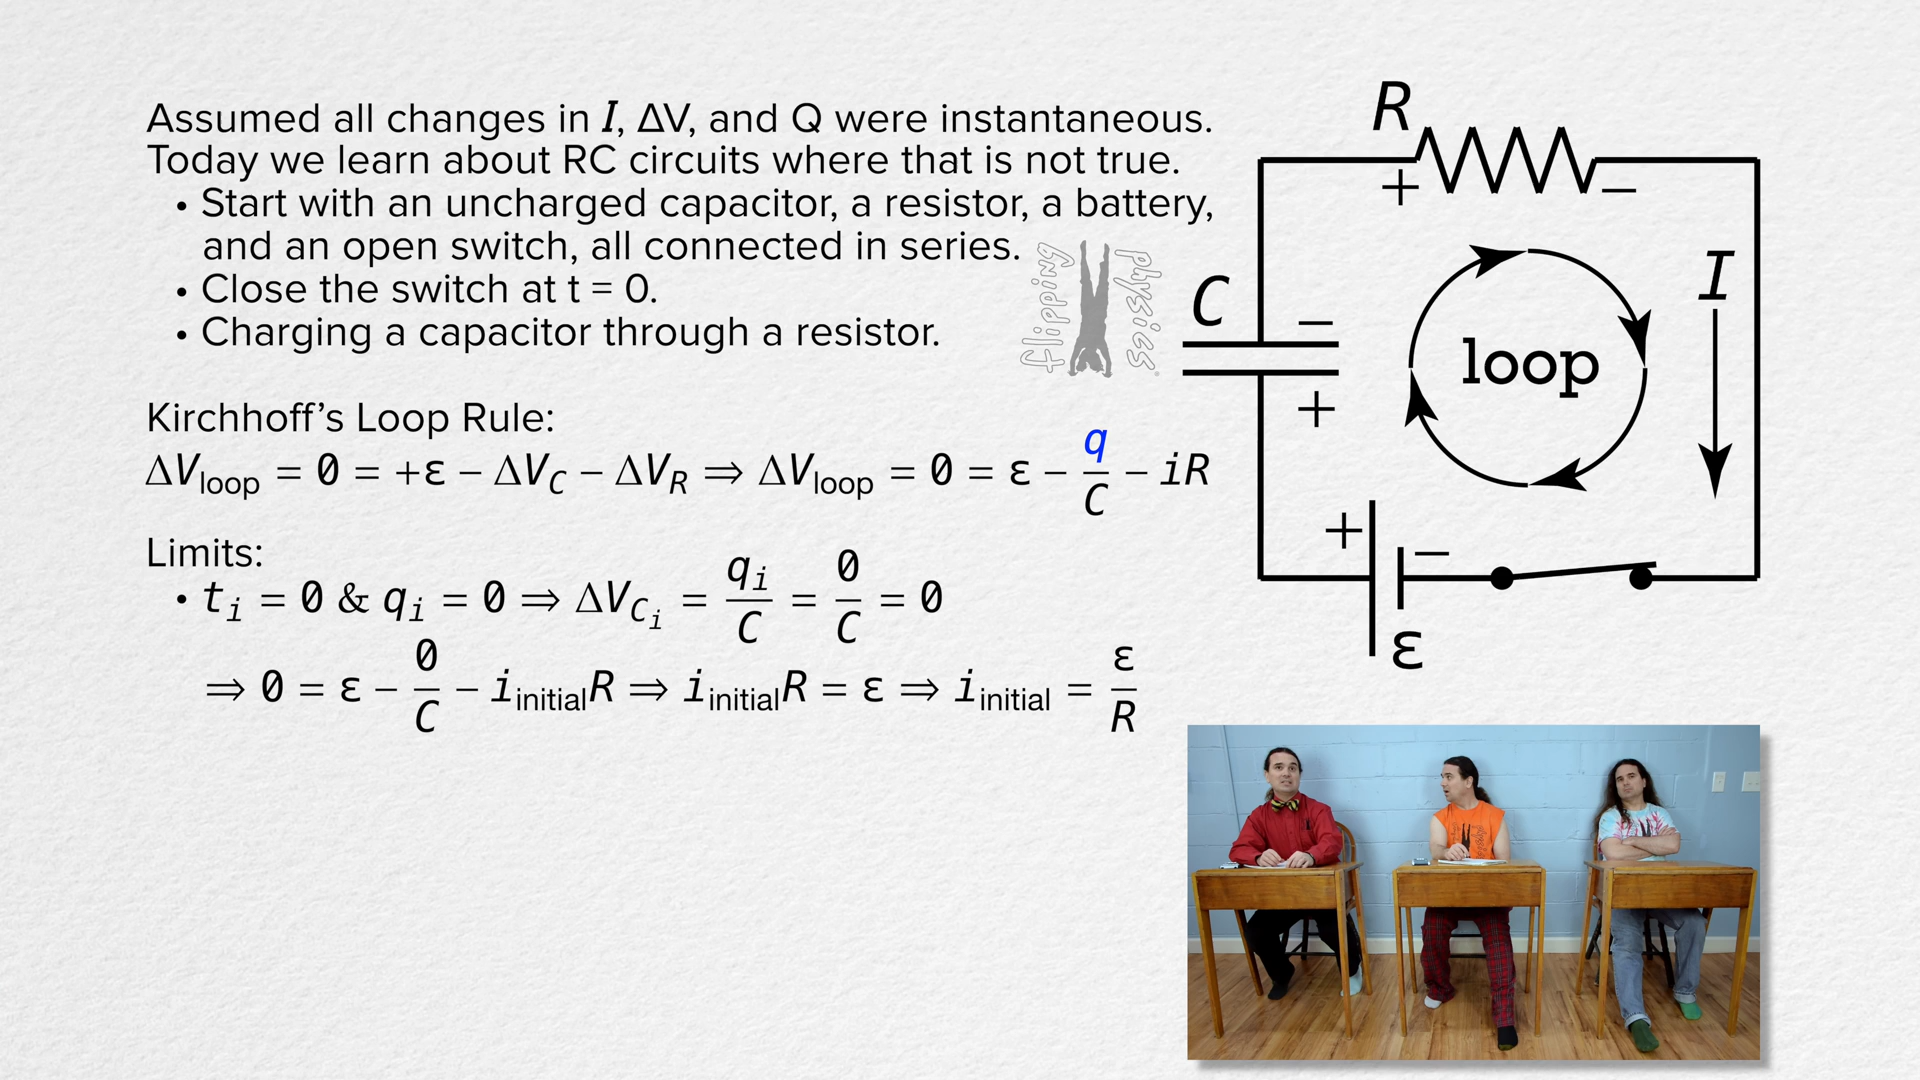 Assumed all changes in I, ΔV, and Q were instantaneous.
Today we learn about RC circuits where that is not true.
• Start with an uncharged capacitor, a resistor, a battery,
and an open switch, all connected in series.
• Close the switch at t = 0.
• Charging a capacitor through a resistor.
flipping physics
Kirchhoff's Loop Rule:
ΔV_loop = 0 = +ε − ΔV_C − ΔV_R ⇒ ΔV_loop = 0 = ε − q/C − iR
Limits:
• t_i = 0 & q_i = 0 ⇒ ΔV_C_i = q_i/C = 0/C = 0
⇒ 0 = ε − 0/C − i_initial R ⇒ i_initial R = ε ⇒ i_initial = ε/R
R
+ −
C
−
+
loop
I
+ −
ε